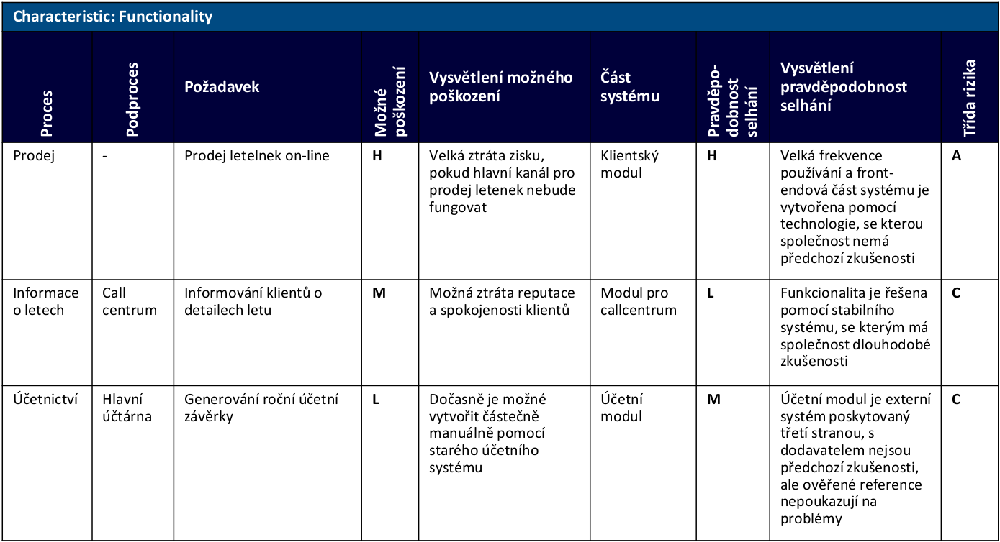 Characteristic: Functionality
Proces
Podproces
Požadavek
Možné
poškození
Vysvětlení možného
poškození
Část
systému
Pravděpo-
dobnost
selhání
Vysvětlení
pravděpodobnost
selhání
Třída rizika
Prodej
-
Prodej letelnek on-line
H
Velká ztráta zisku,
pokud hlavní kanál pro
prodej letenek nebude
fungovat
Klientský
modul
H
Velká frekvence
používání a front-
endová část systému je
vytvořena pomocí
technologie, se kterou
společnost nemá
předchozí zkušenosti
A
Informace
o letech
Call
centrum
Informování klientů o
detailech letu
M
Možná ztráta reputace
a spokojenosti klientů
Modul pro
callcentrum
L
Funkcionalita je řešena
pomocí stabilního
systému, se kterým má
společnost dlouhodobé
zkušenosti
C
Účetnictví
Hlavní
účtárna
Generování roční účetní
závěrky
L
Dočasně je možné
vytvořit částečně
manuálně pomocí
starého účetního
systému
Účetní
modul
M
Účetní modul je externí
systém poskytovaný
třetí stranou, s
dodavatelem nejsou
předchozí zkušenosti,
ale ověřené reference
nepoukazují na
problémy
C